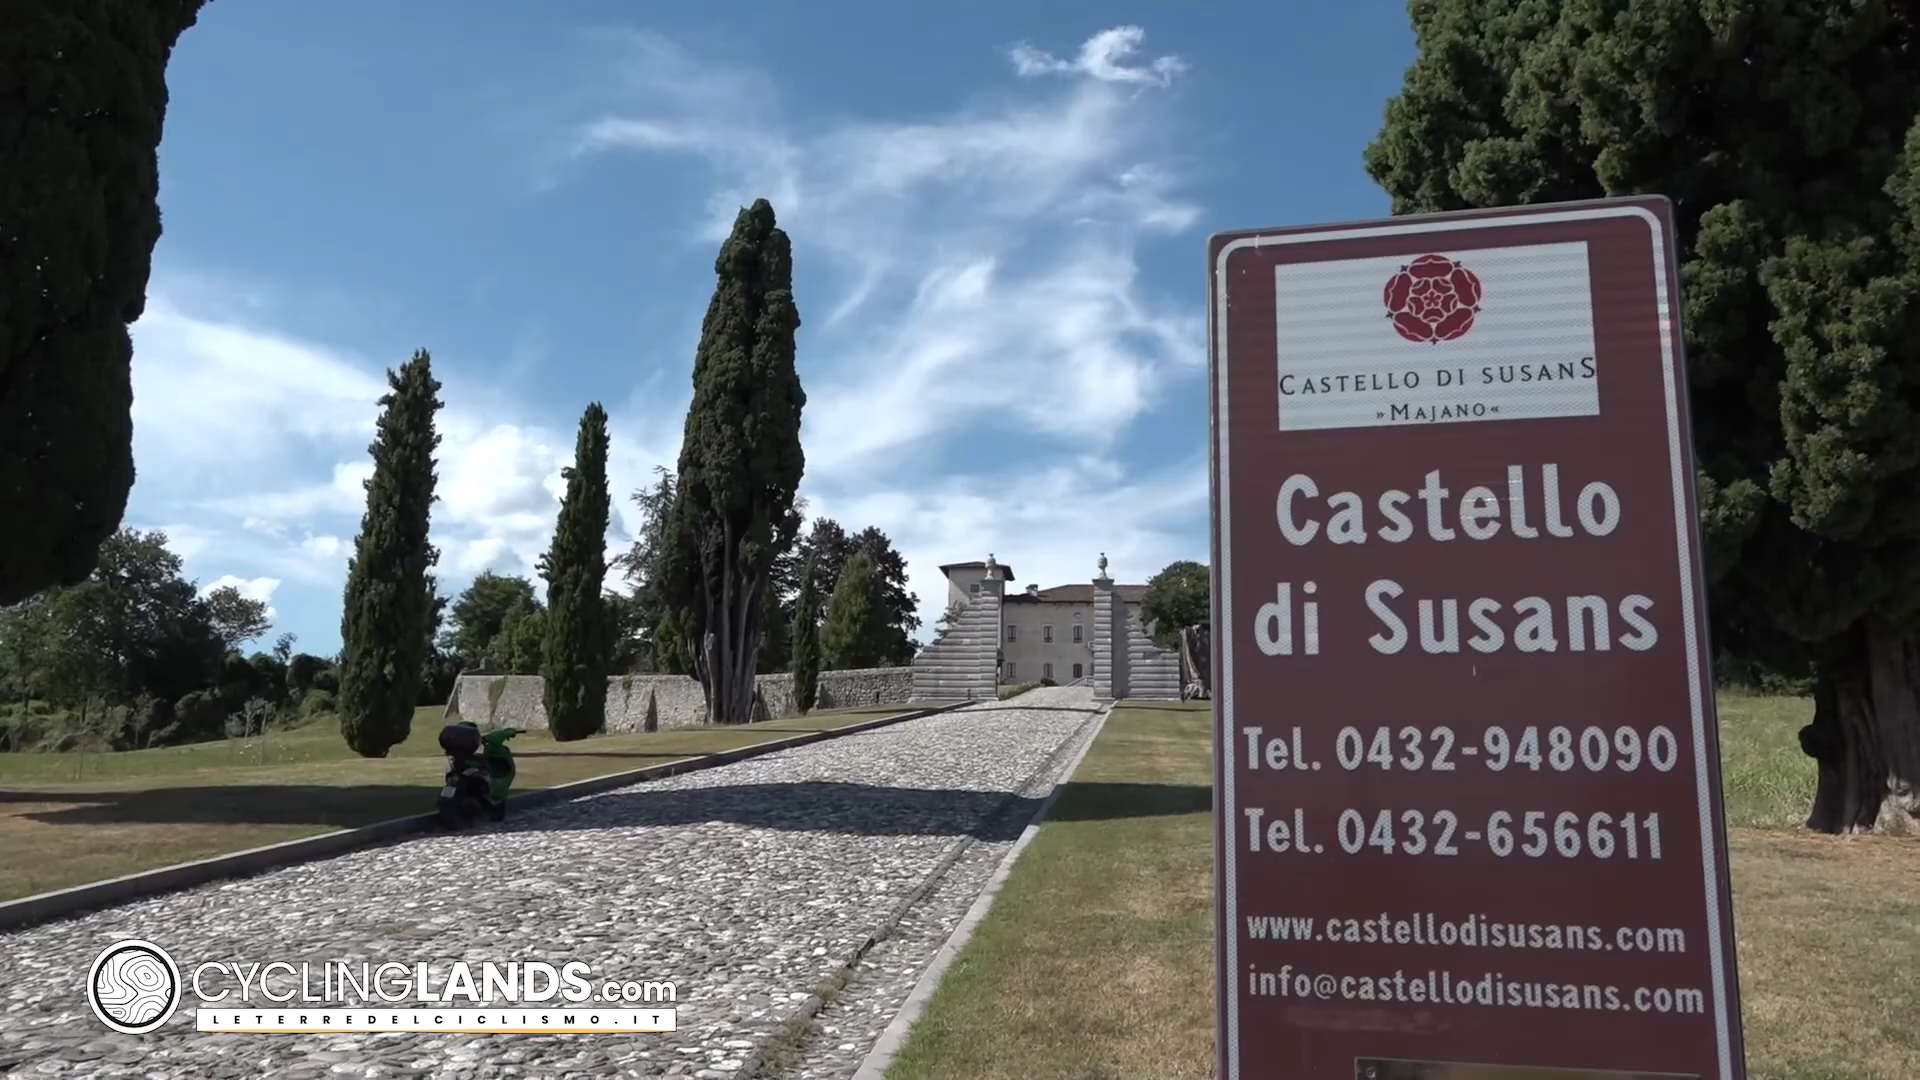 CASTELLO DI SUSANS
»MAJANO«
Castello
di Susans
Tel. 0432-948090
Tel. 0432-656611
www.castellodisusans.com
info@castellodisusans.com
CYCLINGLANDS.com
LETERREDELCICLISMO.IT